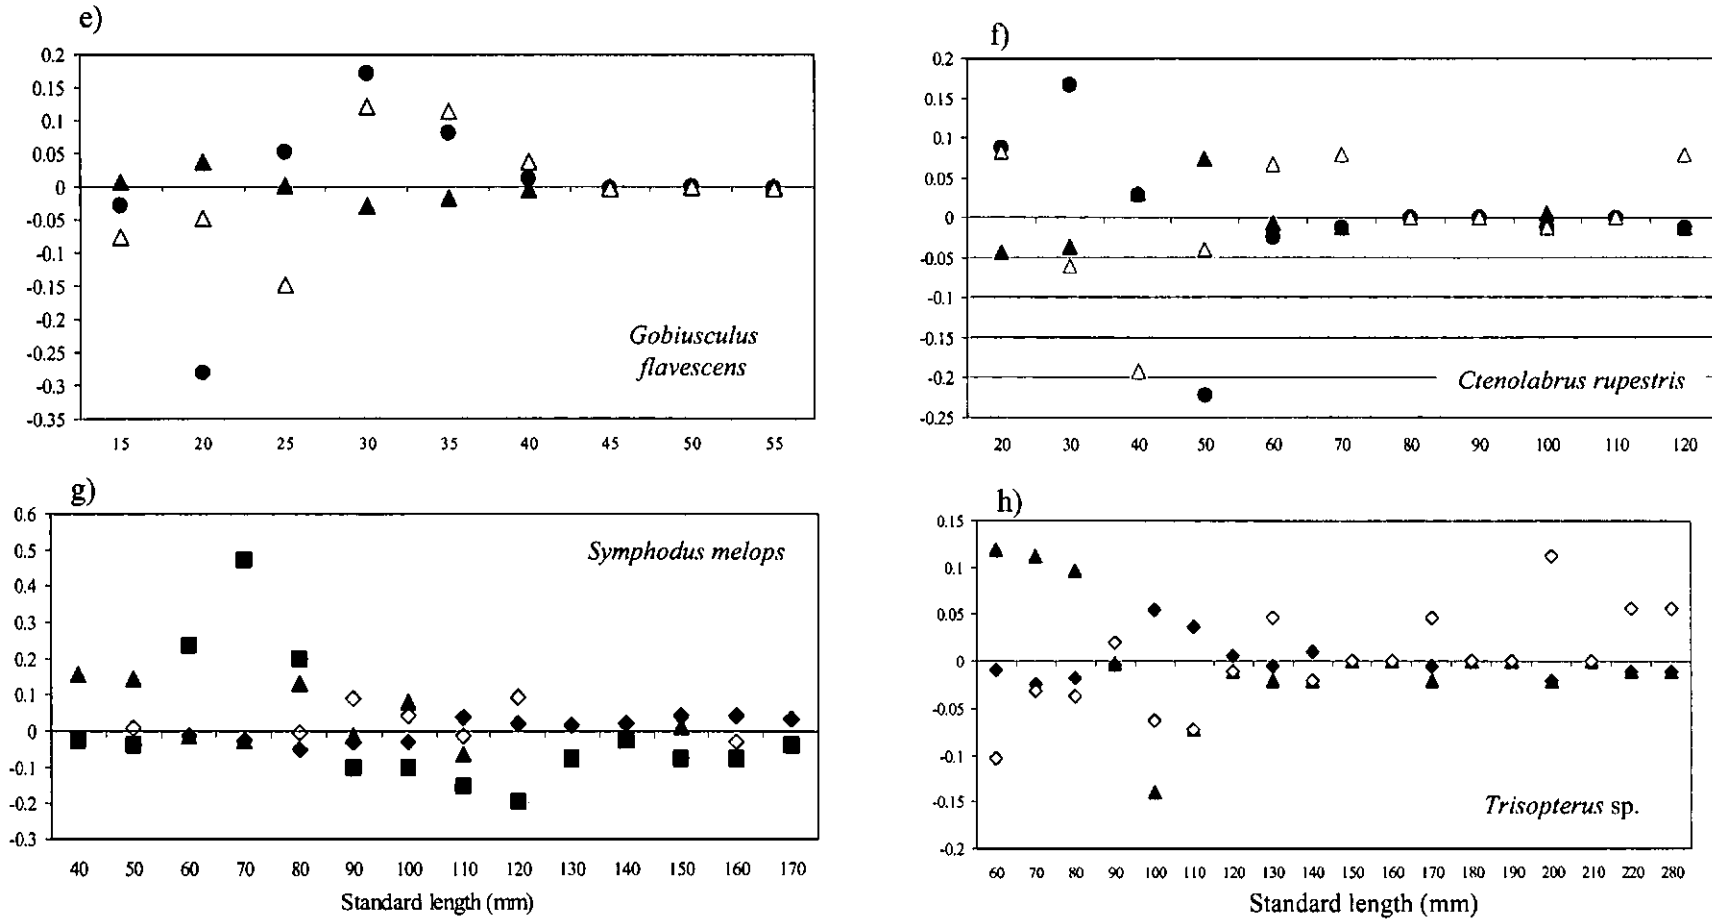 e)
0.2
0.15
0.1
0.05
0
-0.05
-0.1
-0.15
-0.2
-0.25
-0.3
-0.35
Gobiusculus
flavescens
15 20 25 30 35 40 45 50 55
f)
0.2
0.15
0.1
0.05
0
-0.05
-0.1
-0.15
-0.2
-0.25
Ctenolabrus rupestris
20 30 40 50 60 70 80 90 100 110 120
g)
0.6
0.5
0.4
0.3
0.2
0.1
0
-0.1
-0.2
-0.3
Symphodus melops
40 50 60 70 80 90 100 110 120 130 140 150 160 170
Standard length (mm)
h)
0.15
0.1
0.05
0
-0.05
-0.1
-0.15
-0.2
Trisopterus sp.
60 70 80 90 100 110 120 130 140 150 160 170 180 190 200 210 220 280
Standard length (mm)